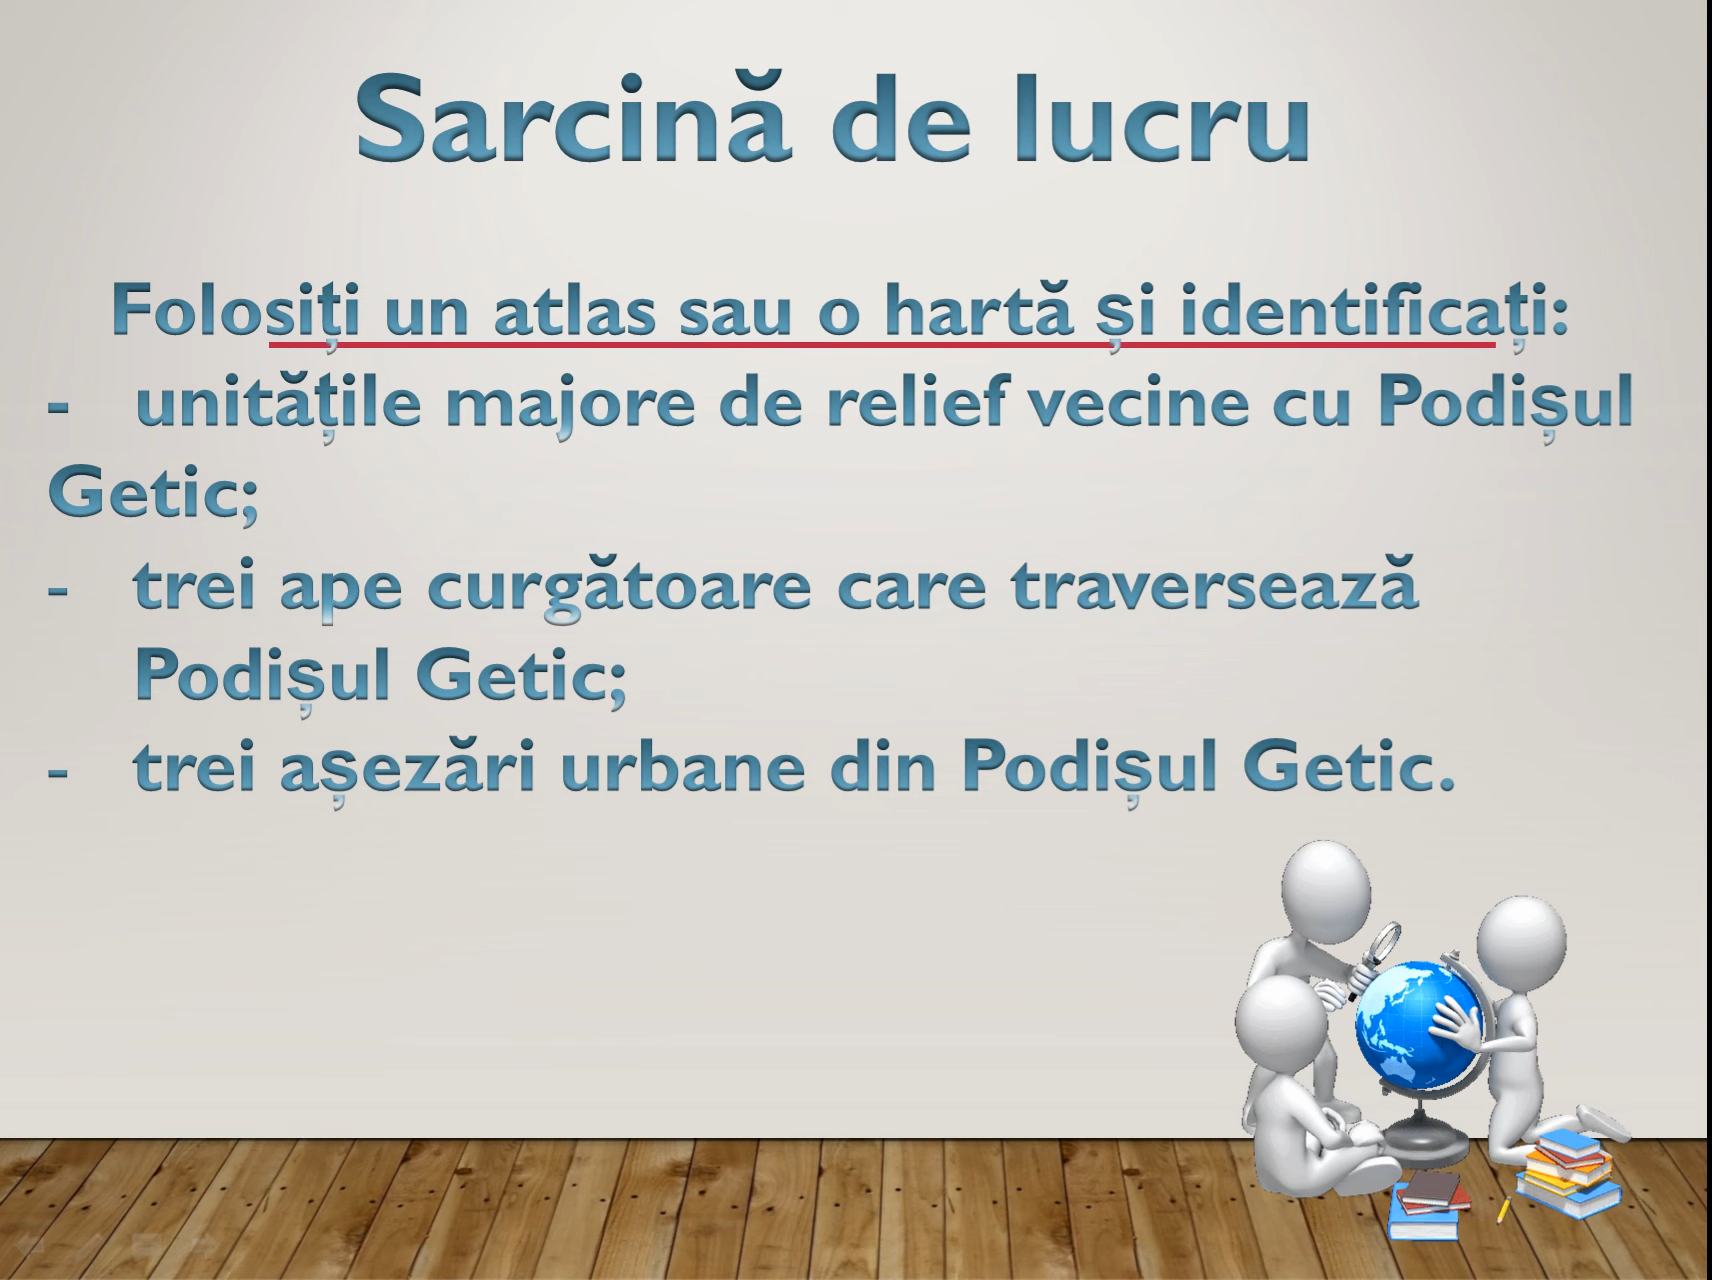 Sarcină de lucru
Folosiți un atlas sau o hartă și identificați:
- unitățile majore de relief vecine cu Podișul
Getic;
- trei ape curgătoare care traversează
Podișul Getic;
- trei așezări urbane din Podișul Getic.